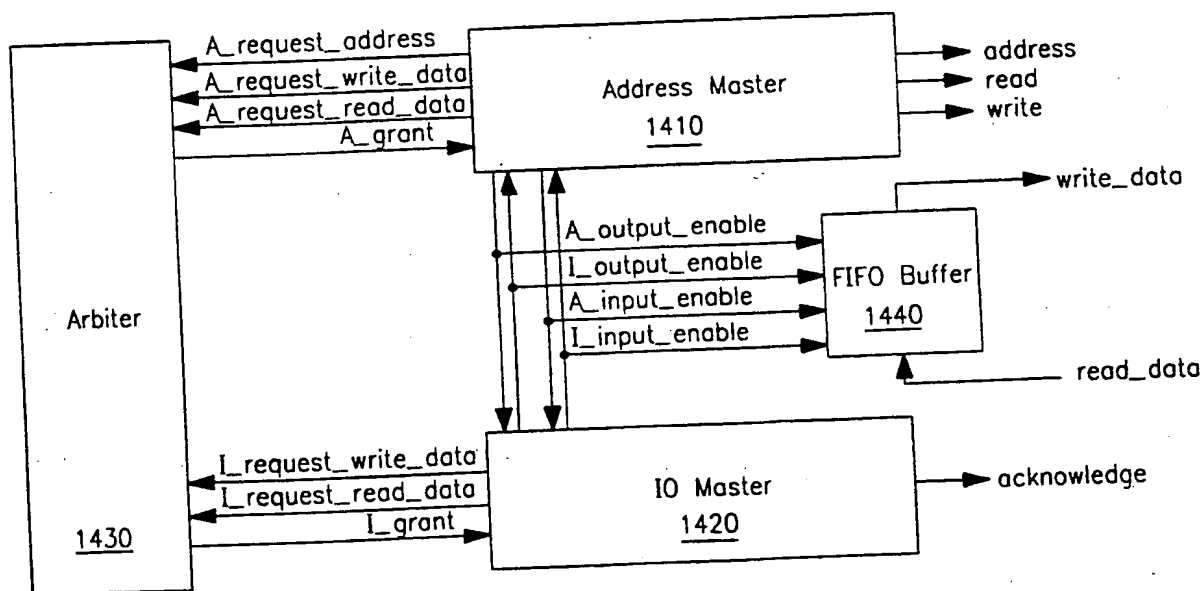 A_request_address
A_request_write_data
A_request_read_data
A_grant
Address Master
1410
address
read
write
write_data
A_output_enable
I_output_enable
A_input_enable
I_input_enable
FIFO Buffer
1440
read_data
Arbiter
1430
I_request_write_data
I_request_read_data
I_grant
IO Master
1420
acknowledge